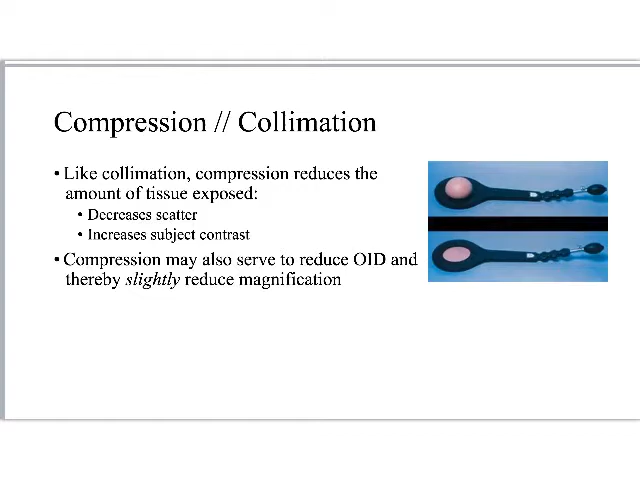 Compression // Collimation
• Like collimation, compression reduces the
amount of tissue exposed:
• Decreases scatter
• Increases subject contrast
• Compression may also serve to reduce OID and
thereby slightly reduce magnification